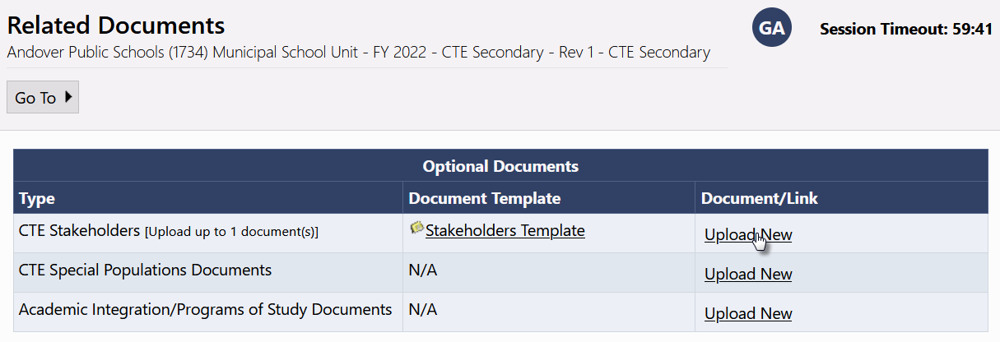 Related Documents
GA
Session Timeout: 59:41
Andover Public Schools (1734) Municipal School Unit - FY 2022 - CTE Secondary - Rev 1 - CTE Secondary
Go To
Optional Documents
Type Document Template Document/Link
CTE Stakeholders [Upload up to 1 document(s)] Stakeholders Template Upload New
CTE Special Populations Documents N/A Upload New
Academic Integration/Programs of Study Documents N/A Upload New